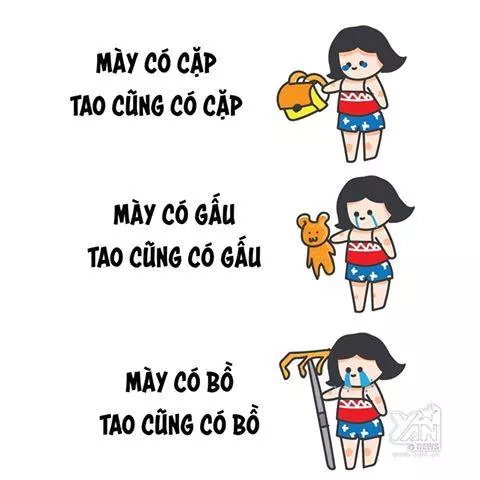 MÀY CÓ CẶP
TAO CŨNG CÓ CẶP
MÀY CÓ GẤU
TAO CŨNG CÓ GẤU
MÀY CÓ BỒ
TAO CŨNG CÓ BỒ
YAN
NEWS